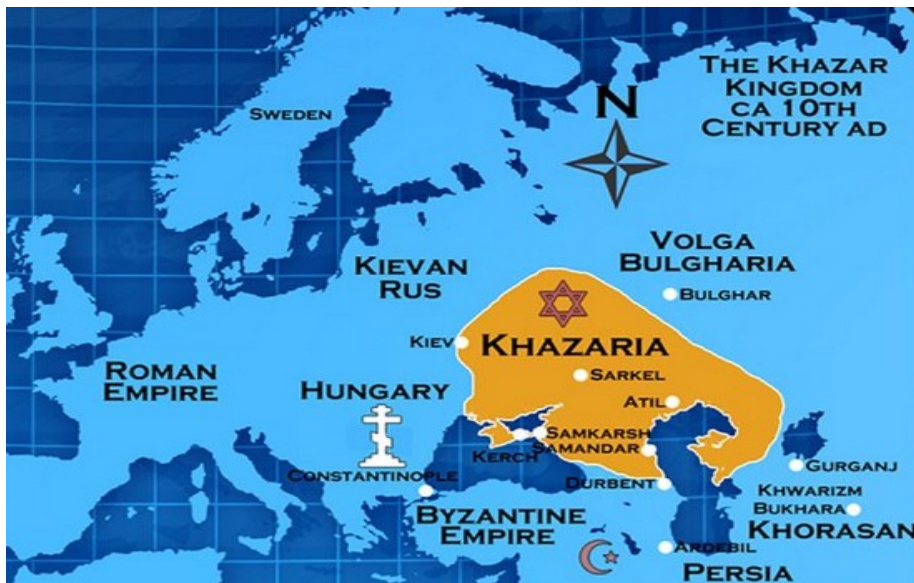 THE KHAZAR
KINGDOM
CA 10TH
CENTURY AD
N
SWEDEN
VOLGA
BULGHARIA
KIEVAN
RUS
BULGHAR
KIEV
KHAZARIA
ROMAN
EMPIRE
SARKEL
HUNGARY
ATIL
SAMKARSH
KERCH
SAMANDAR
GURGANJ
CONSTANTINOPLE
DURBENT
KHWARIZM
BYZANTINE
EMPIRE
BUKHARA
KHORASAN
ARDEBIL
PERSIA